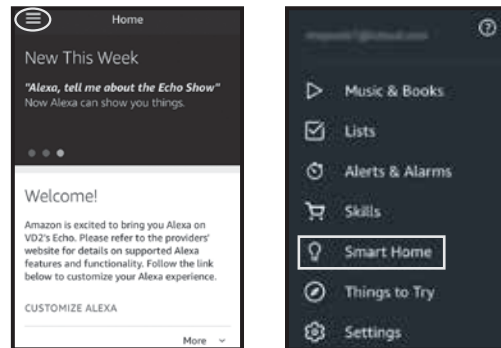 Home
New This Week
"Alexa, tell me about the Echo Show"
Now Alexa can show you things.
Welcome!
Amazon is excited to bring you Alexa on
VD2's Echo. Please refer to the providers'
website for details on supported Alexa
features and functionality. Follow the link
below to customize your Alexa experience.
CUSTOMIZE ALEXA
More
Music & Books
Lists
Alerts & Alarms
Skills
Smart Home
Things to Try
Settings